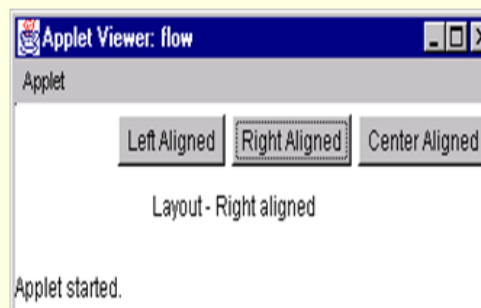 Applet Viewer: flow
Applet
Left Aligned Right Aligned Center Aligned
Layout - Right aligned
Applet started.